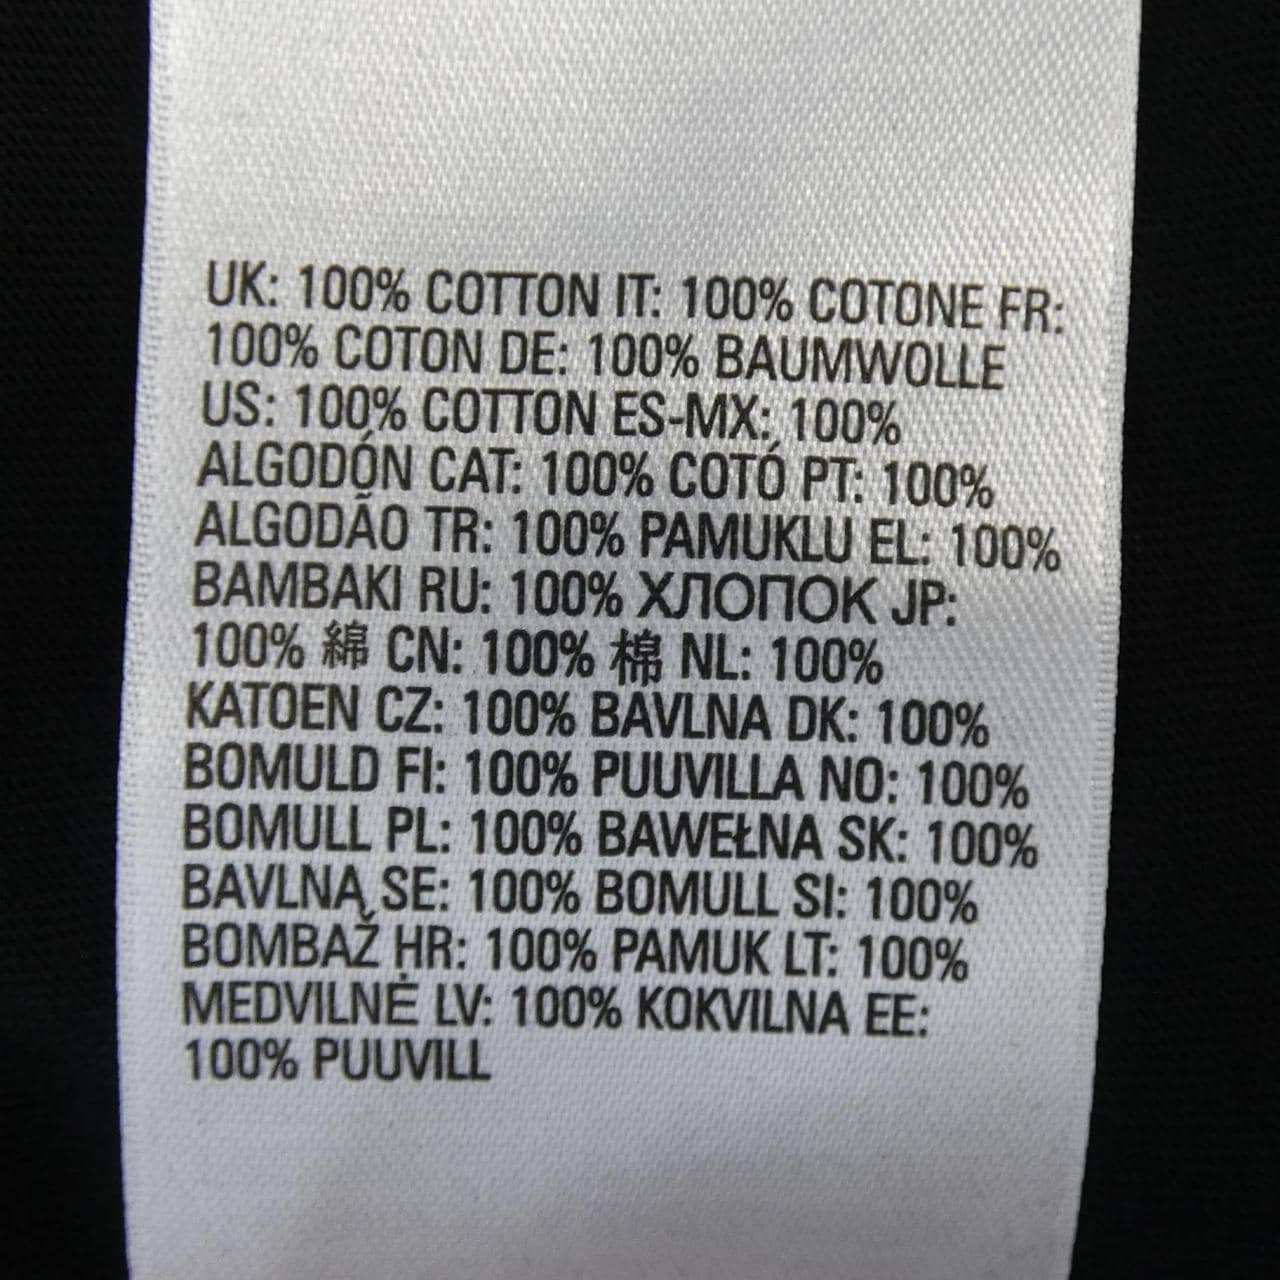 UK: 100% COTTON IT: 100% COTONE FR:
100% COTON DE: 100% BAUMWOLLE
US: 100% COTTON ES-MX: 100%
ALGODÓN CAT: 100% COTÓ PT: 100%
ALGODÃO TR: 100% PAMUKLU EL: 100%
BAMBAKI RU: 100% ХЛОПОК JP:
100% 綿 CN: 100% 棉 NL: 100%
KATOEN CZ: 100% BAVLNA DK: 100%
BOMULD FI: 100% PUUVILLA NO: 100%
BOMULL PL: 100% BAWEŁNA SK: 100%
BAVLNA SE: 100% BOMULL SI: 100%
BOMBAŽ HR: 100% PAMUK LT: 100%
MEDVILNĖ LV: 100% KOKVILNA EE:
100% PUUVILL